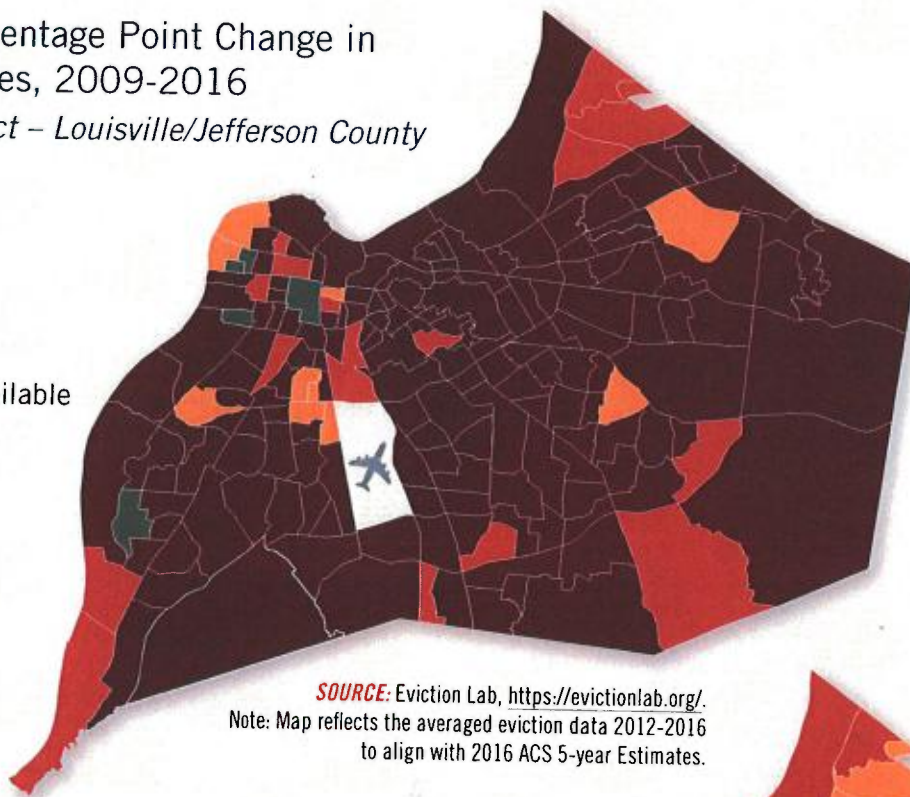 entage Point Change in
es, 2009-2016
ct – Louisville/Jefferson County
ilable
SOURCE: Eviction Lab, https://evictionlab.org/.
Note: Map reflects the averaged eviction data 2012-2016
to align with 2016 ACS 5-year Estimates.